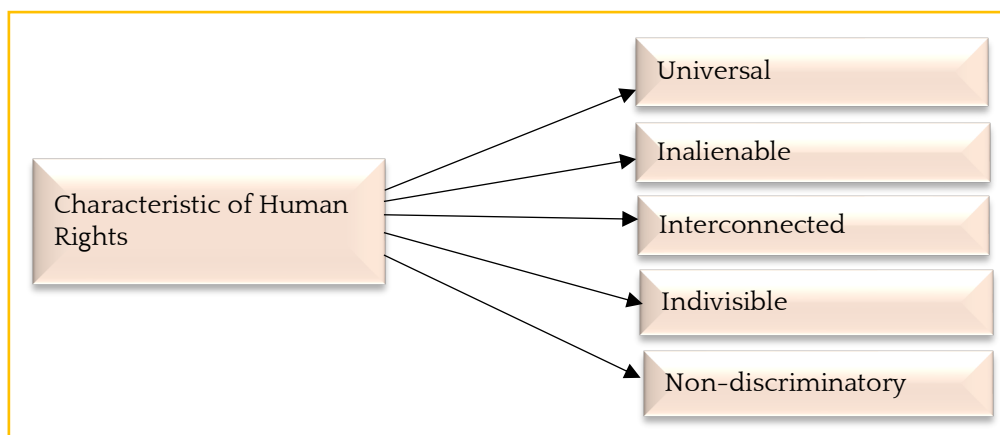 Universal
Inalienable
Characteristic of Human
Rights
Interconnected
Indivisible
Non-discriminatory